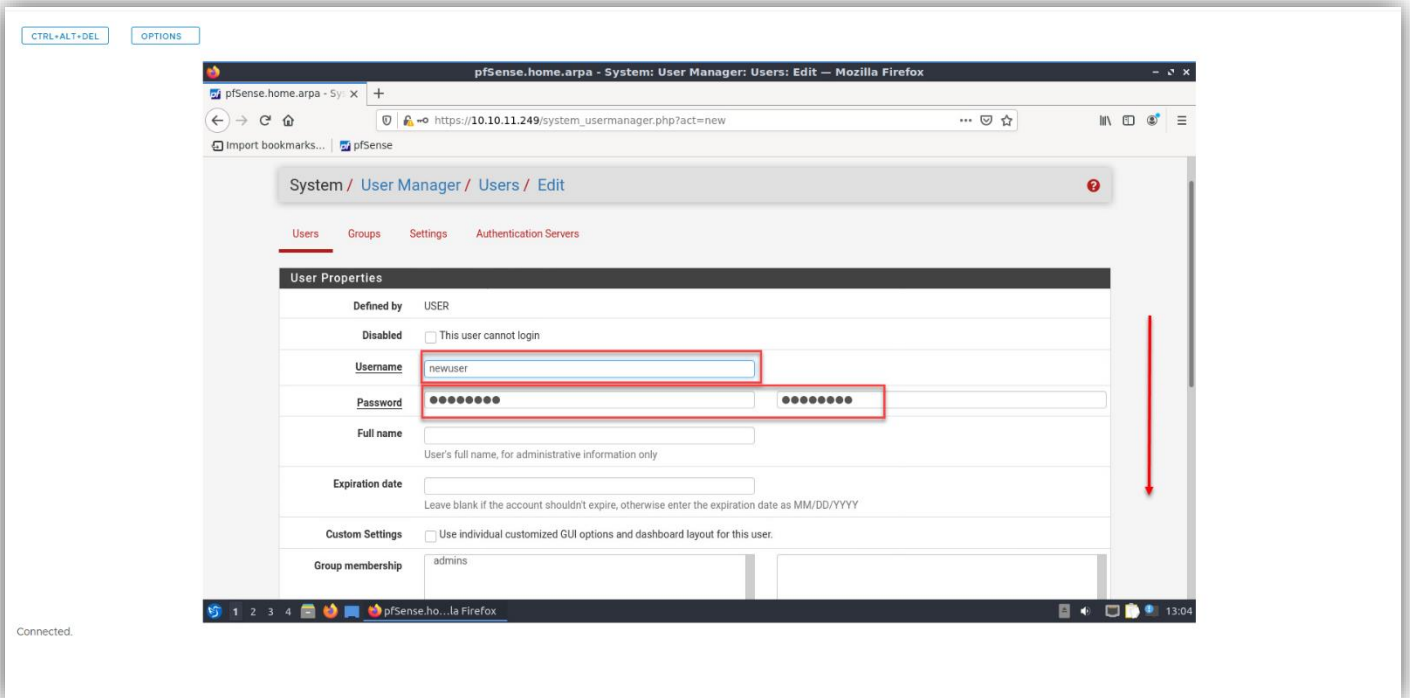 CTRL+ALT+DEL OPTIONS
pfSense.home.arpa - System: User Manager: Users: Edit — Mozilla Firefox
pfSense.home.arpa - Sy
https://10.10.11.249/system_usermanager.php?act=new
Import bookmarks... pfSense
System / User Manager / Users / Edit
Users Groups Settings Authentication Servers
User Properties
Defined by USER
Disabled This user cannot login
Username newuser
Password ●●●●●●●● ●●●●●●●●
Full name
User's full name, for administrative information only
Expiration date
Leave blank if the account shouldn't expire, otherwise enter the expiration date as MM/DD/YYYY
Custom Settings Use individual customized GUI options and dashboard layout for this user.
Group membership admins
1 2 3 4 pfSense.ho...la Firefox 13:04
Connected.